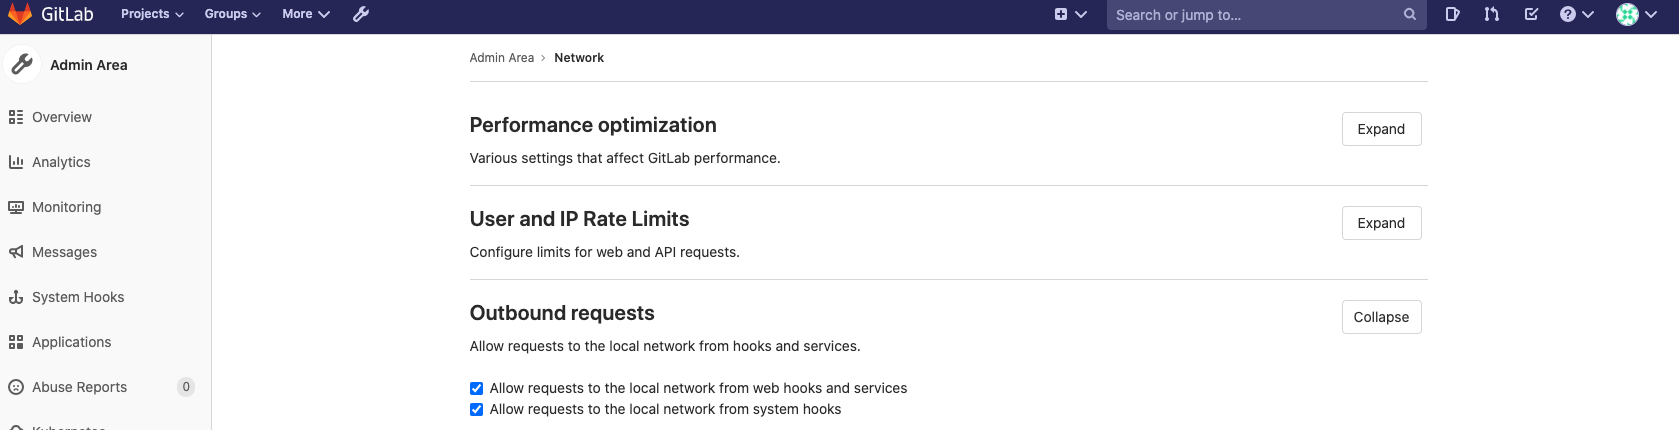 GitLab Projects Groups More Search or jump to...
Admin Area
Overview
Analytics
Monitoring
Messages
System Hooks
Applications
Abuse Reports 0
Kubernetes
Admin Area > Network
Performance optimization
Expand
Various settings that affect GitLab performance.
User and IP Rate Limits
Expand
Configure limits for web and API requests.
Outbound requests
Collapse
Allow requests to the local network from hooks and services.
Allow requests to the local network from web hooks and services
Allow requests to the local network from system hooks